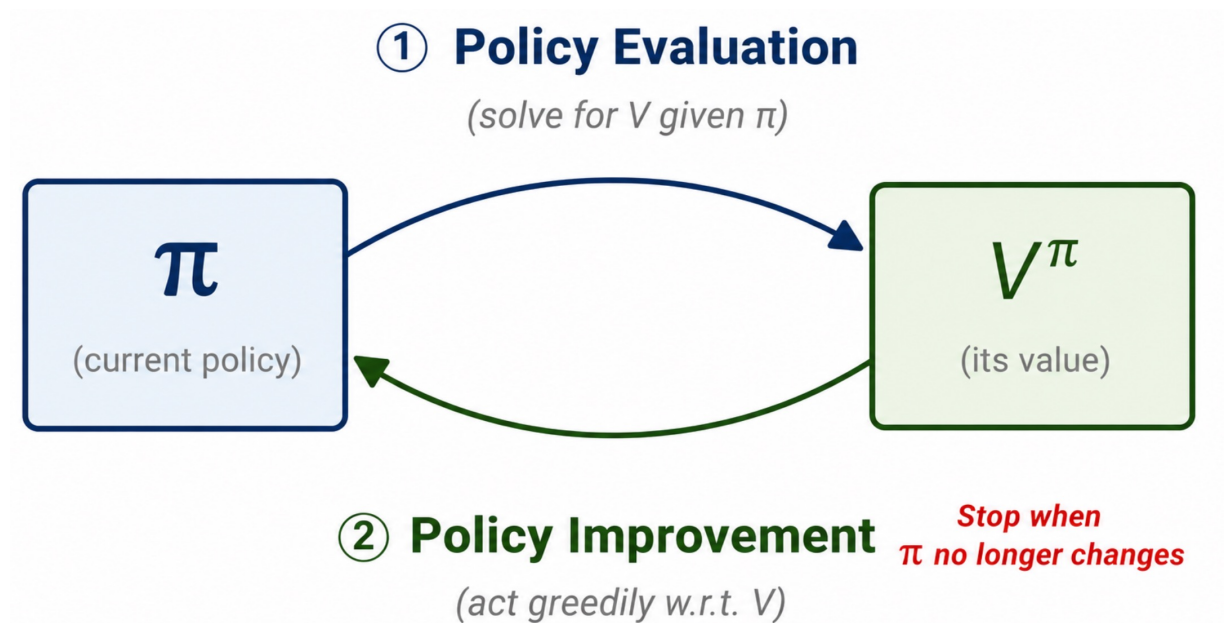 ① Policy Evaluation
(solve for V given π)
π
(current policy)
V^π
(its value)
② Policy Improvement
(act greedily w.r.t. V)
Stop when
π no longer changes